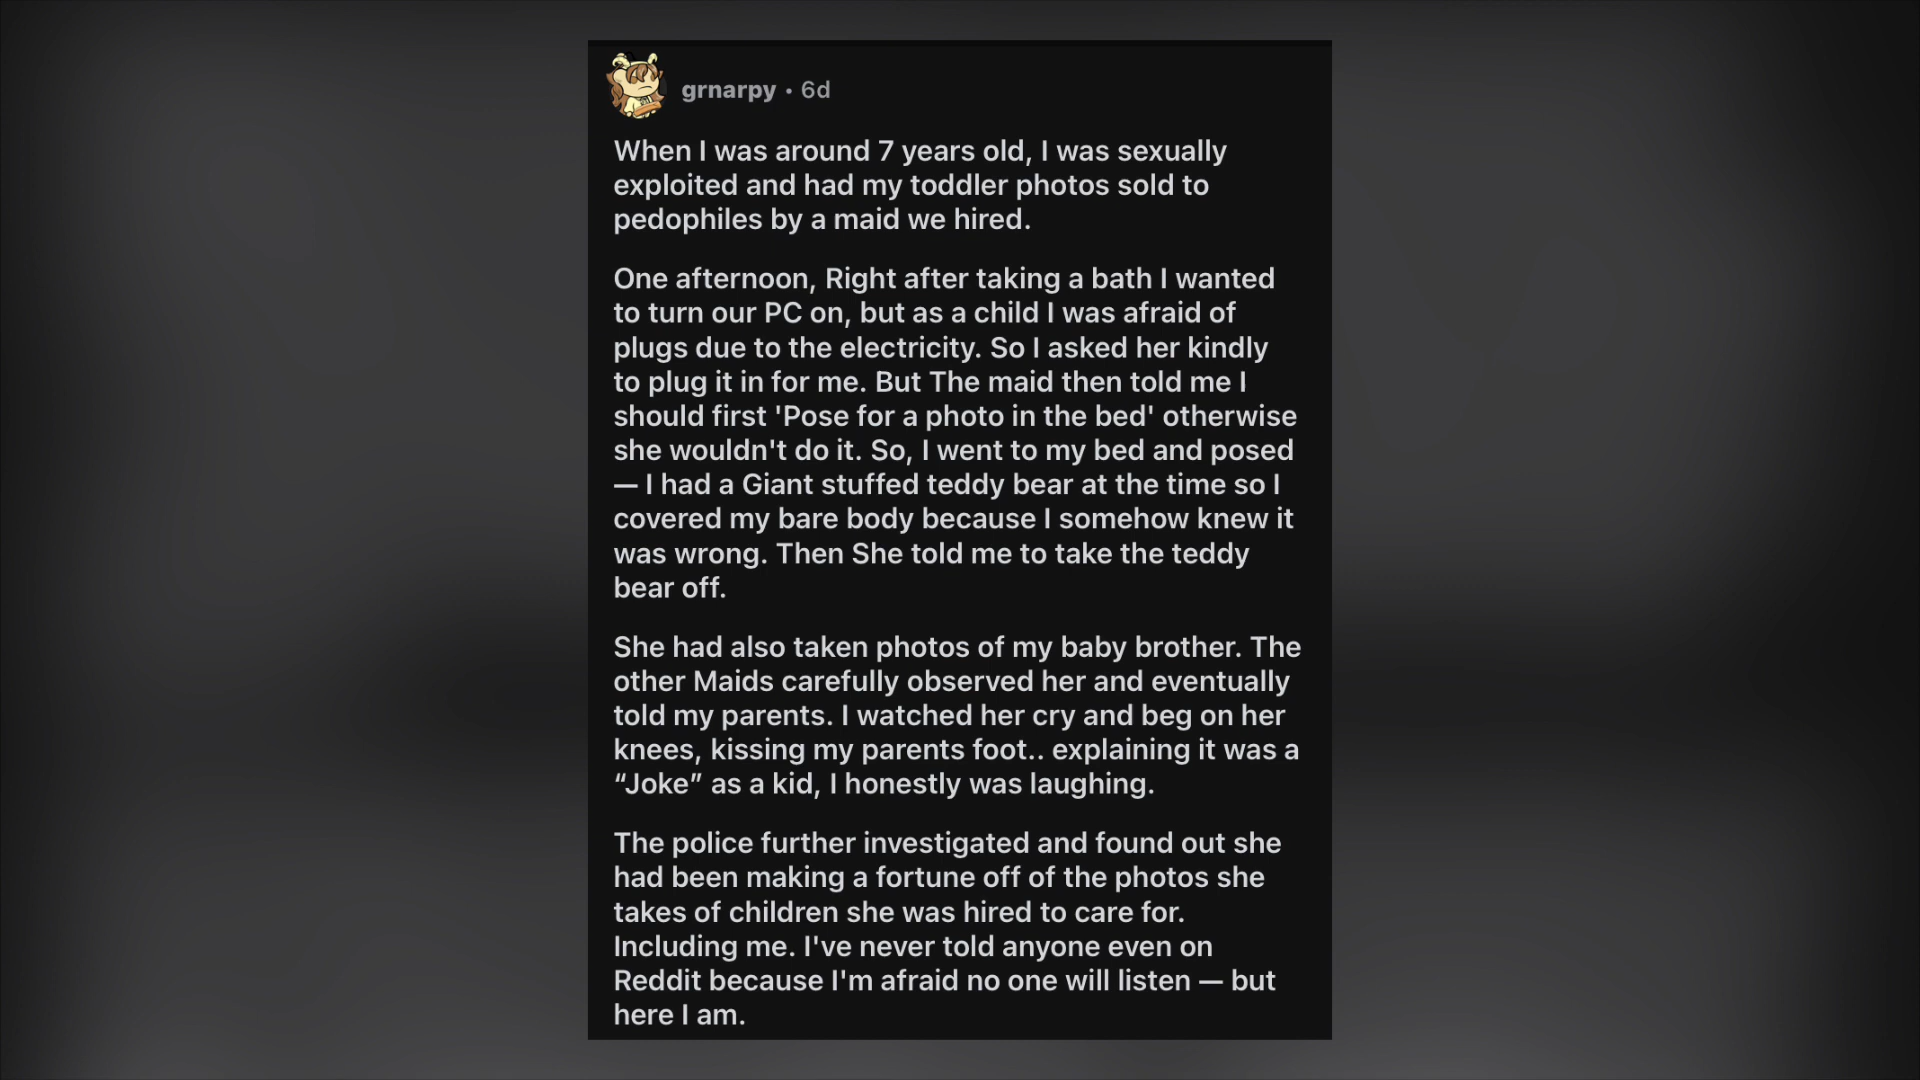 grnarpy • 6d
When I was around 7 years old, I was sexually
exploited and had my toddler photos sold to
pedophiles by a maid we hired.
One afternoon, Right after taking a bath I wanted
to turn our PC on, but as a child I was afraid of
plugs due to the electricity. So I asked her kindly
to plug it in for me. But The maid then told me I
should first 'Pose for a photo in the bed' otherwise
she wouldn't do it. So, I went to my bed and posed
— I had a Giant stuffed teddy bear at the time so I
covered my bare body because I somehow knew it
was wrong. Then She told me to take the teddy
bear off.
She had also taken photos of my baby brother. The
other Maids carefully observed her and eventually
told my parents. I watched her cry and beg on her
knees, kissing my parents foot.. explaining it was a
“Joke” as a kid, I honestly was laughing.
The police further investigated and found out she
had been making a fortune off of the photos she
takes of children she was hired to care for.
Including me. I've never told anyone even on
Reddit because I'm afraid no one will listen — but
here I am.